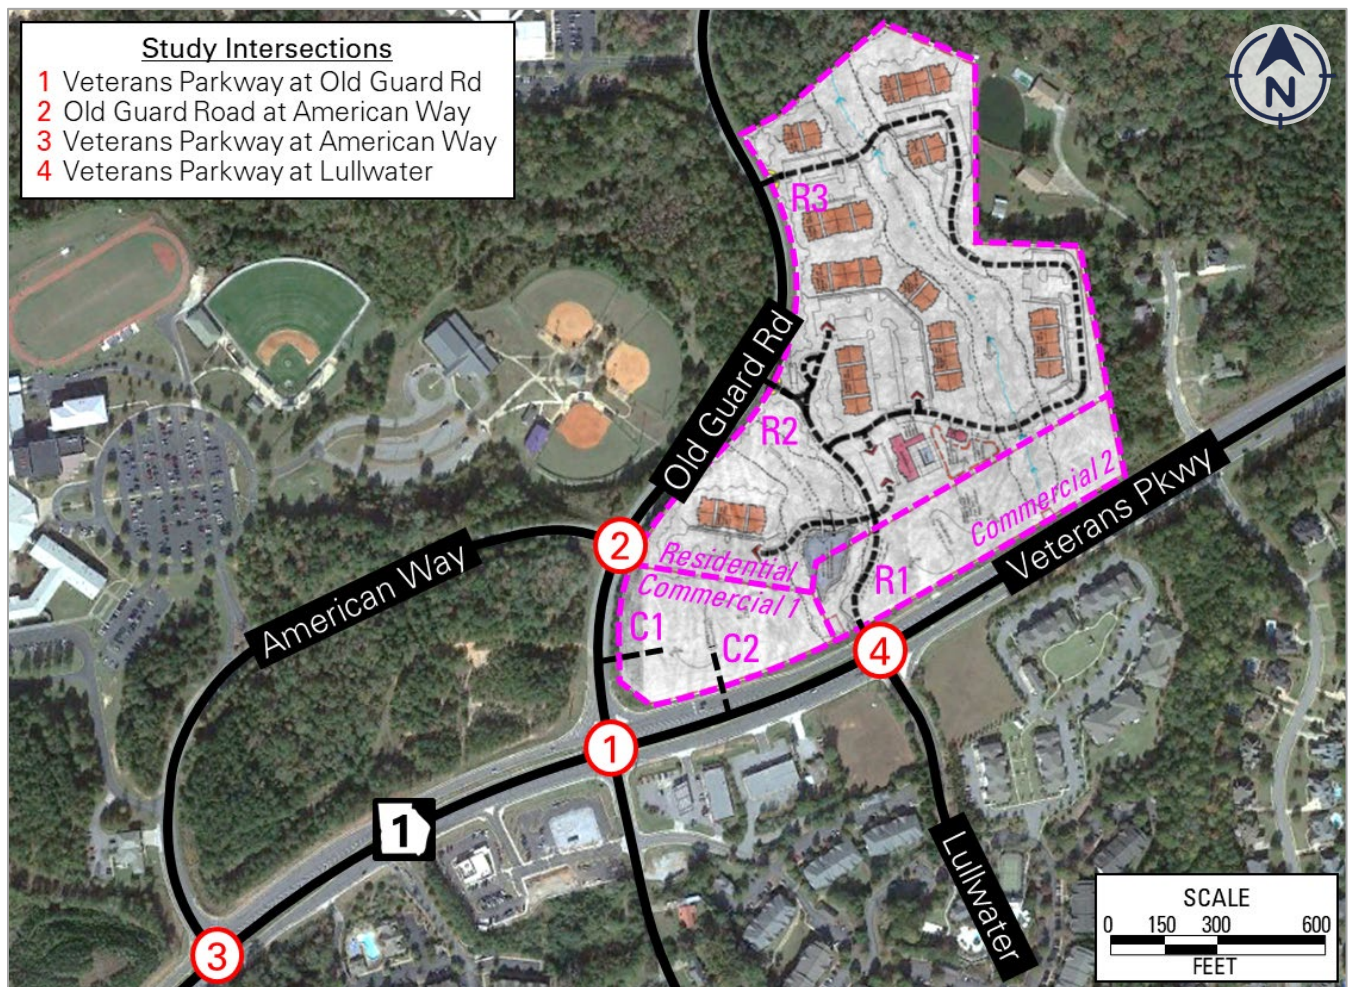 Study Intersections
1 Veterans Parkway at Old Guard Rd
2 Old Guard Road at American Way
3 Veterans Parkway at American Way
4 Veterans Parkway at Lullwater
N
R3
Old Guard Rd
R2
Commercial 2
Veterans Pkwy
2
American Way
Residential
Commercial 1
R1
C1
C2
4
1
1
Lullwater
3
SCALE
0 150 300 600
FEET